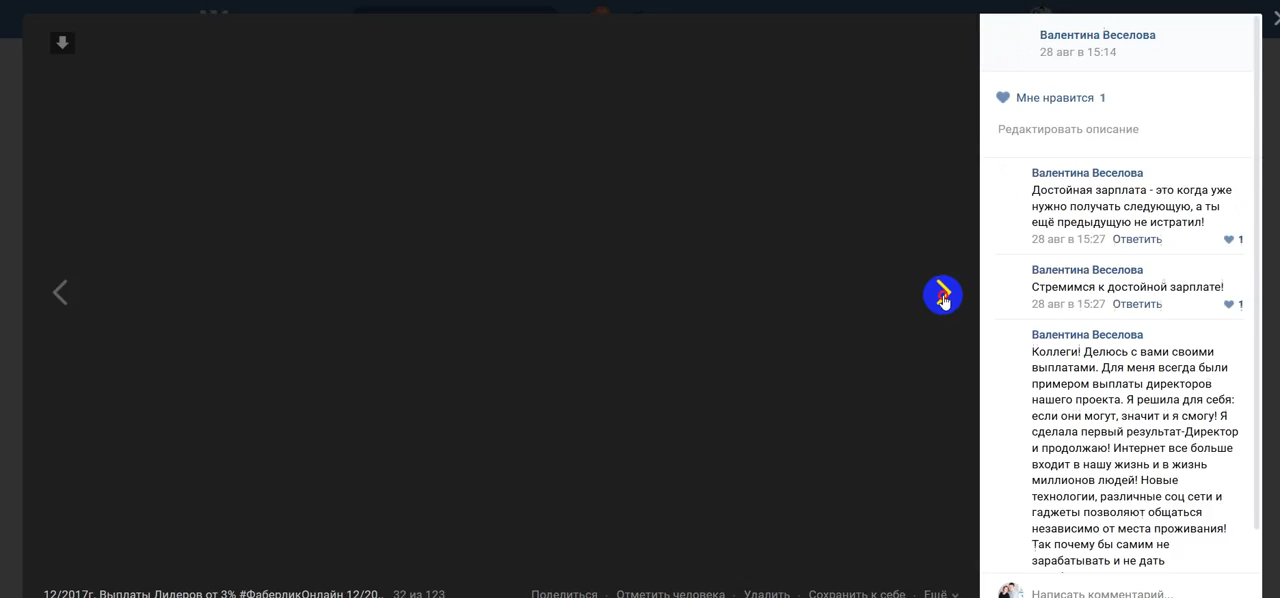 Валентина Веселова
28 авг в 15:14
Мне нравится 1
Редактировать описание
Валентина Веселова
Достойная зарплата - это когда уже
нужно получать следующую, а ты
ещё предыдущую не истратил!
28 авг в 15:27 Ответить 1
Валентина Веселова
Стремимся к достойной зарплате!
28 авг в 15:27 Ответить 1
Валентина Веселова
Коллеги! Делюсь с вами своими
выплатами. Для меня всегда были
примером выплаты директоров
нашего проекта. Я решила для себя:
если они могут, значит и я смогу! Я
сделала первый результат-Директор
и продолжаю! Интернет все больше
входит в нашу жизнь и в жизнь
миллионов людей! Новые
технологии, различные соц сети и
гаджеты позволяют общаться
независимо от места проживания!
Так почему бы самим не
зарабатывать и не дать
12/2017г. Выплаты Лидеров от 3% #ФаберликОнлайн 12/20.. 32 из 123
Поделиться · Отметить человека · Удалить · Сохранить к себе · Ещё
Написать комментарий...